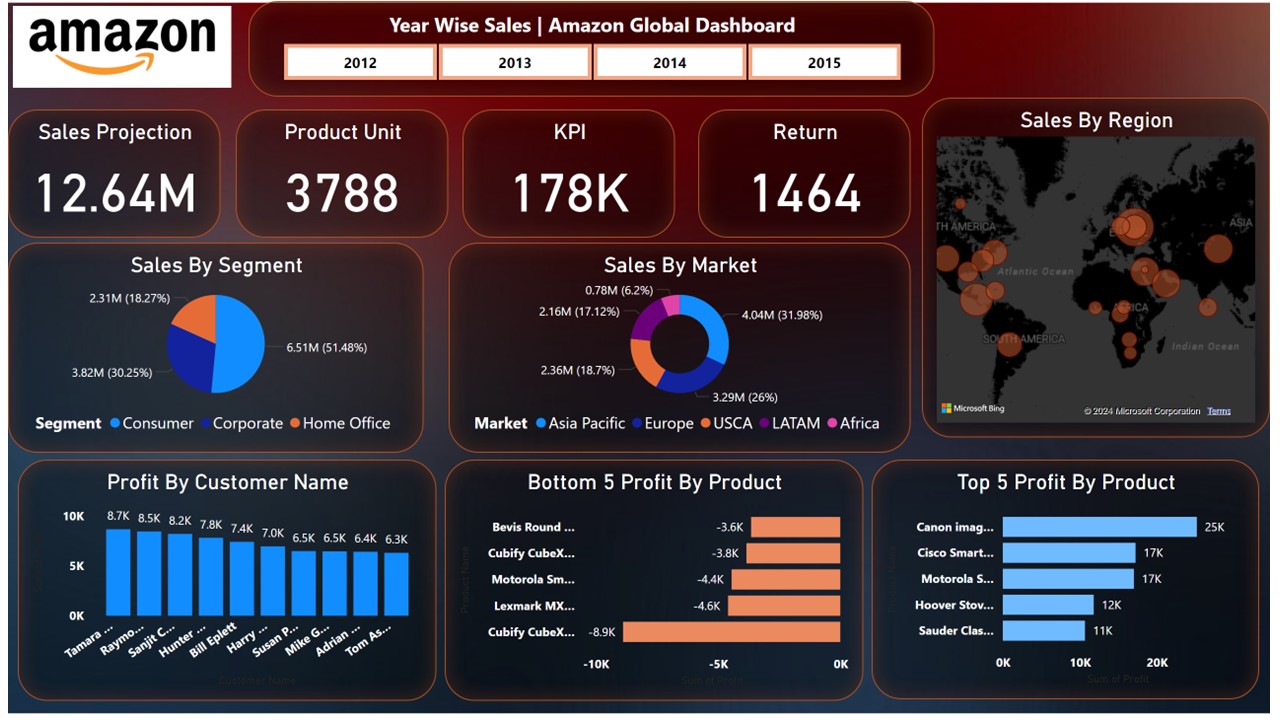 amazon
Year Wise Sales | Amazon Global Dashboard
2012 2013 2014 2015
Sales Projection
12.64M
Product Unit
3788
KPI
178K
Return
1464
Sales By Region
TH AMERICA
ASIA
Atlantic Ocean
SOUTH AMERICA
Indian Ocean
Microsoft Bing
© 2024 Microsoft Corporation Terms
Sales By Segment
2.31M (18.27%)
6.51M (51.48%)
3.82M (30.25%)
Segment Consumer Corporate Home Office
Sales By Market
0.78M (6.2%)
2.16M (17.12%)
4.04M (31.98%)
2.36M (18.7%)
3.29M (26%)
Market Asia Pacific Europe USCA LATAM Africa
Profit By Customer Name
10K
5K
0K
8.7K 8.5K 8.2K 7.8K 7.4K 7.0K 6.5K 6.5K 6.4K 6.3K
Tamara ...
Raymo...
Sanjit C...
Hunter ...
Bill Eplett
Harry ...
Susan P...
Mike G...
Adrian ...
Tom As...
Customer Name
Bottom 5 Profit By Product
Product Name
Bevis Round ... -3.6K
Cubify CubeX... -3.8K
Motorola Sm... -4.4K
Lexmark MX... -4.6K
Cubify CubeX... -8.9K
-10K -5K 0K
Sum of Profit
Top 5 Profit By Product
Canon imag... 25K
Cisco Smart... 17K
Motorola S... 17K
Hoover Stov... 12K
Sauder Clas... 11K
0K 10K 20K
Sum of Profit